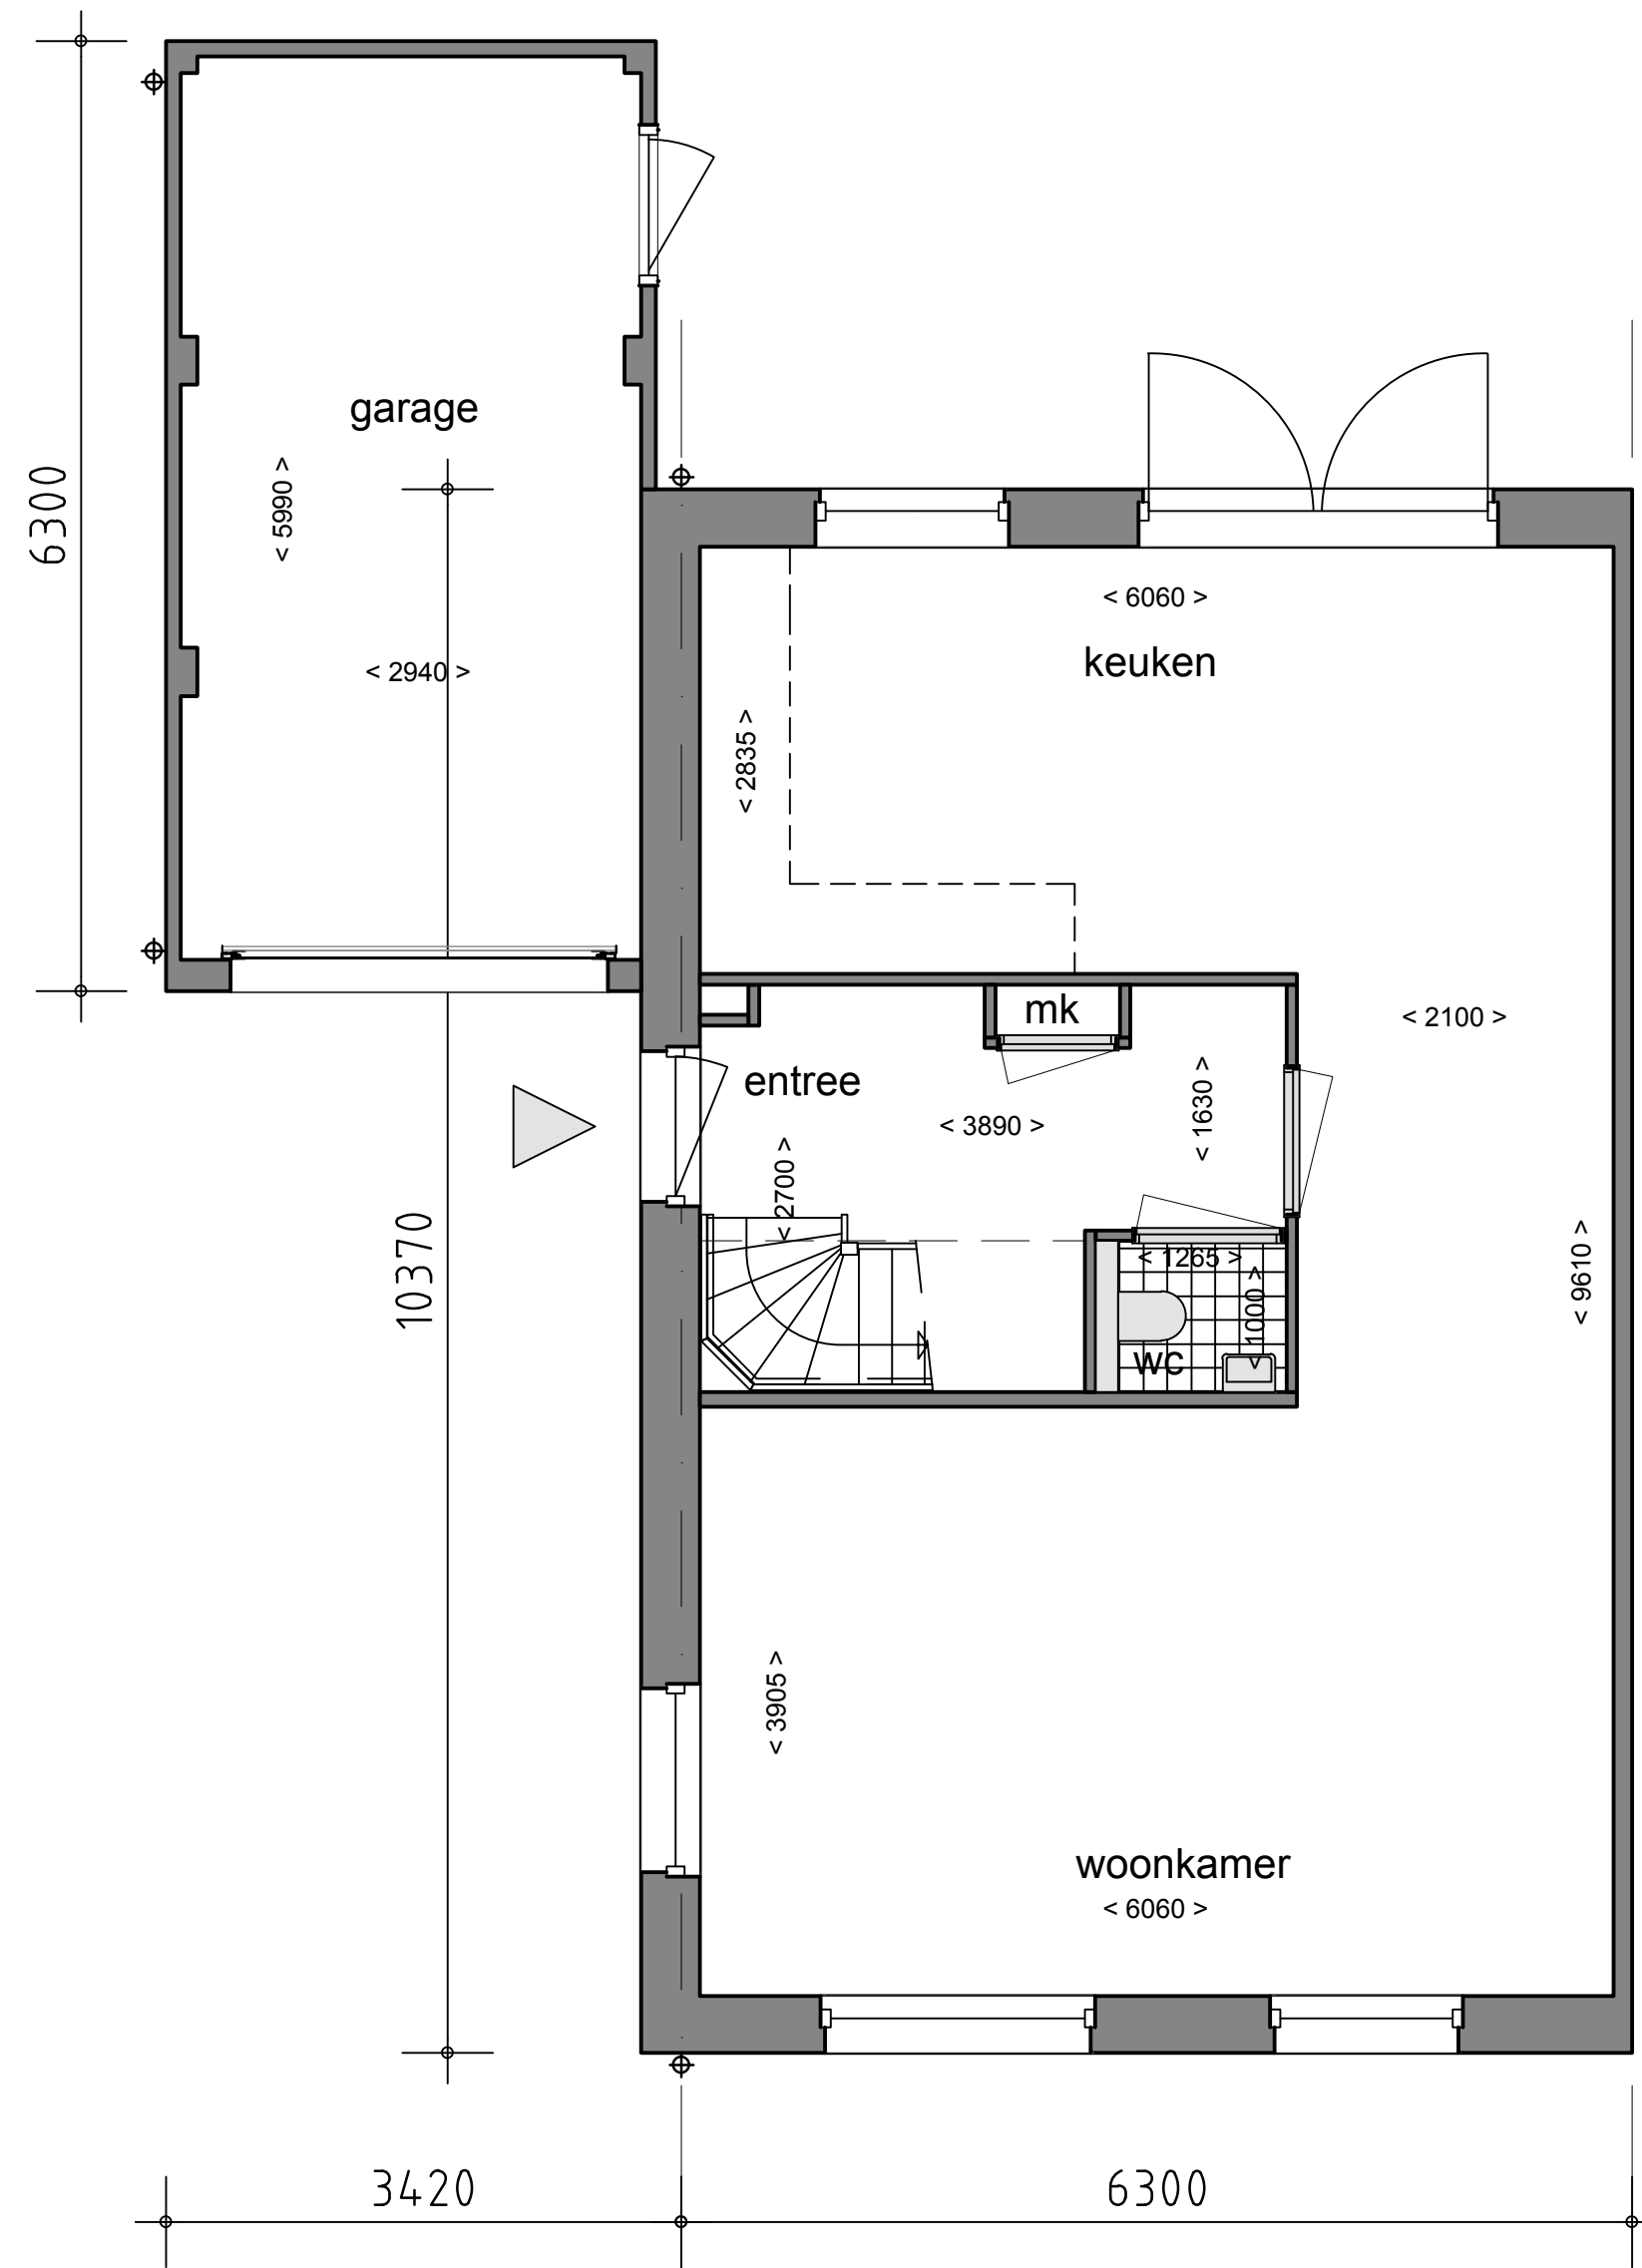 6300
garage
< 5990 >
< 2940 >
< 6060 >
keuken
< 2835 >
mk
< 2100 >
entree
< 1630 >
< 3890 >
< 2700 >
10370
< 1265 >
< 1000 >
wc
< 9610 >
< 3905 >
woonkamer
< 6060 >
3420
6300